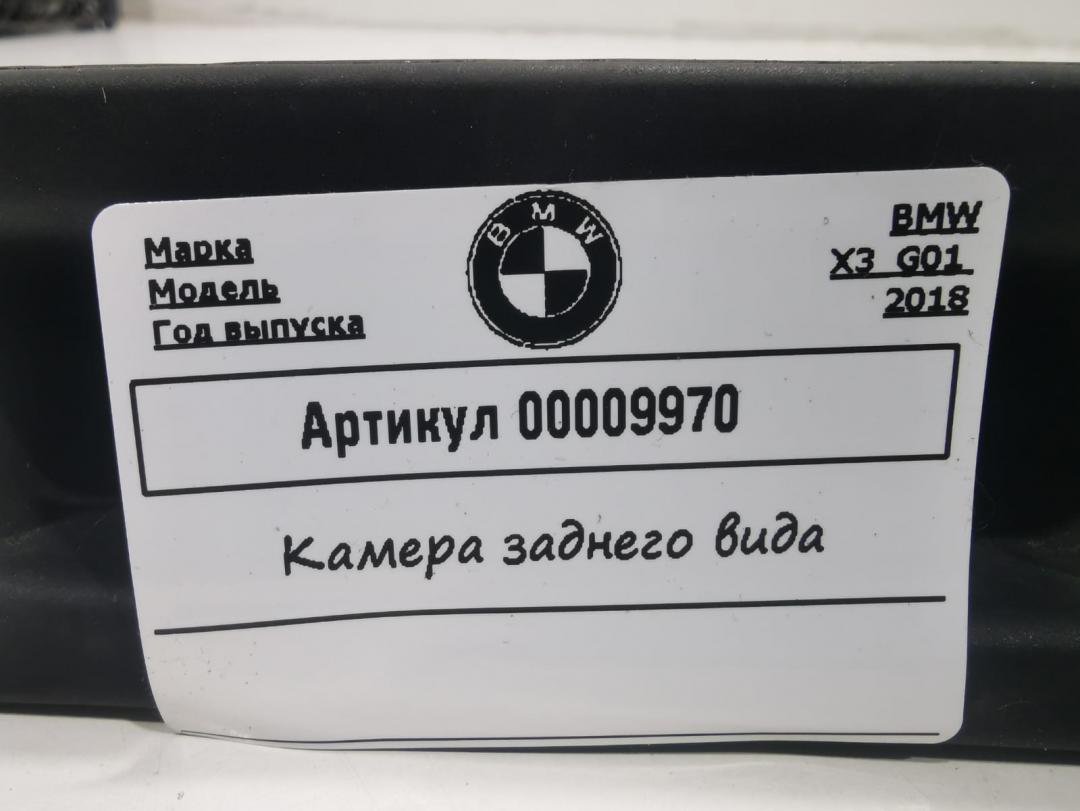 Марка BMW
Модель X3 G01
Год выпуска 2018
BMW
Артикул 00009970
Камера заднего вида